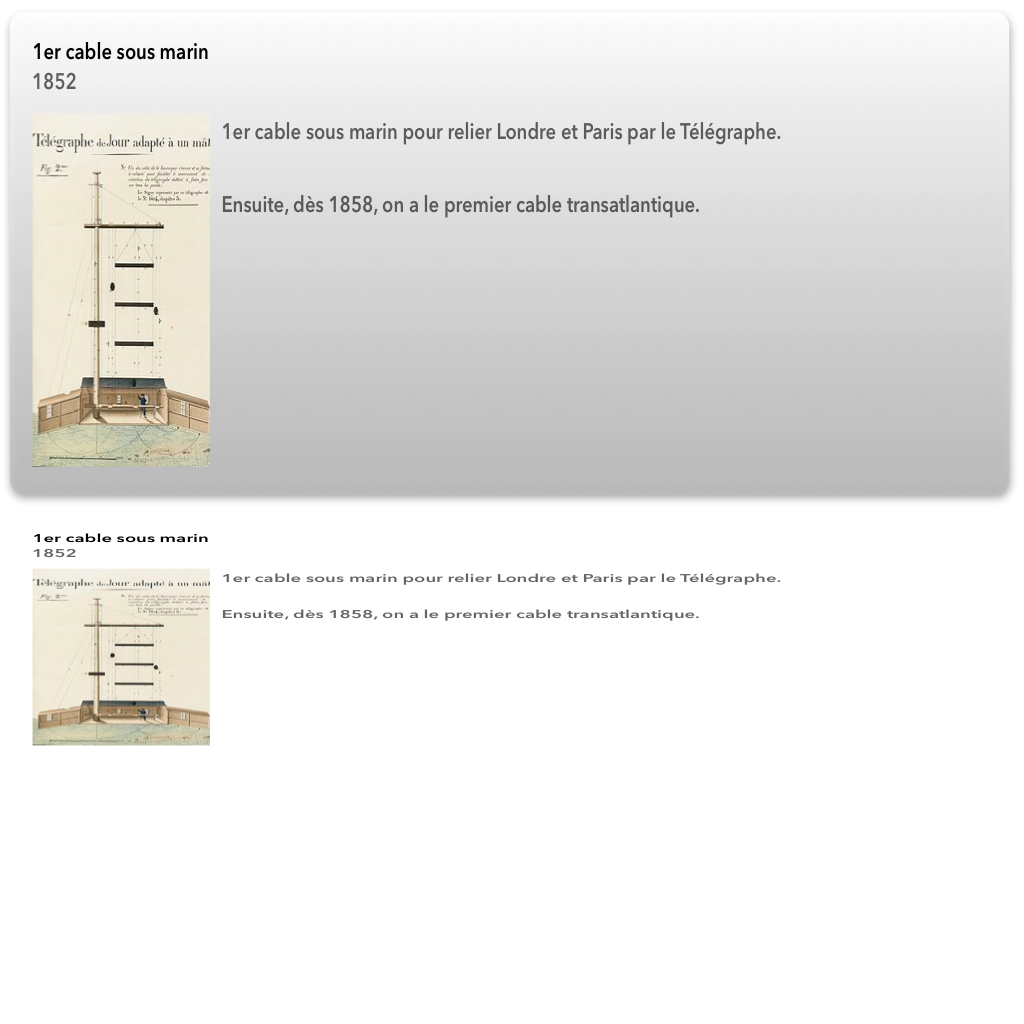 1er cable sous marin
1852
Télégraphe de Jour adapté à un mât
Fig. 2.
1er cable sous marin pour relier Londre et Paris par le Télégraphe.
Ensuite, dès 1858, on a le premier cable transatlantique.
1er cable sous marin
1852
Télégraphe de Jour adapté à un mât
1er cable sous marin pour relier Londre et Paris par le Télégraphe.
Ensuite, dès 1858, on a le premier cable transatlantique.